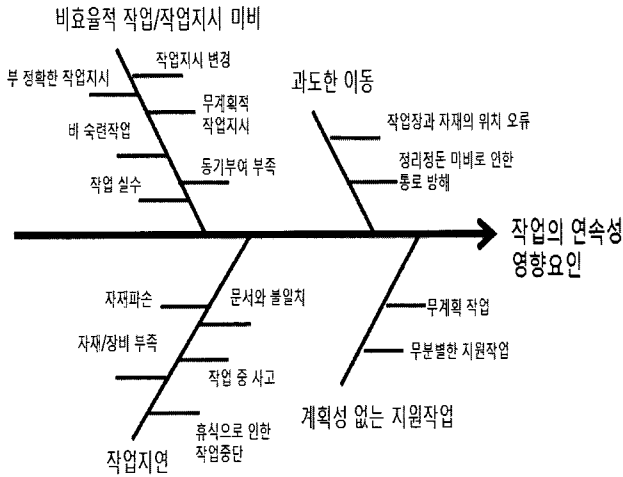 비효율적 작업/작업지시 미비
작업지시 변경
부 정확한 작업지시
무계획적
작업지시
비 숙련작업
동기부여 부족
작업 실수
과도한 이동
작업장과 자재의 위치 오류
정리정돈 미비로 인한
통로 방해
작업의 연속성
영향요인
자재파손
문서와 불일치
자재/장비 부족
작업 중 사고
휴식으로 인한
작업중단
작업지연
무계획 작업
무분별한 지원작업
계획성 없는 지원작업